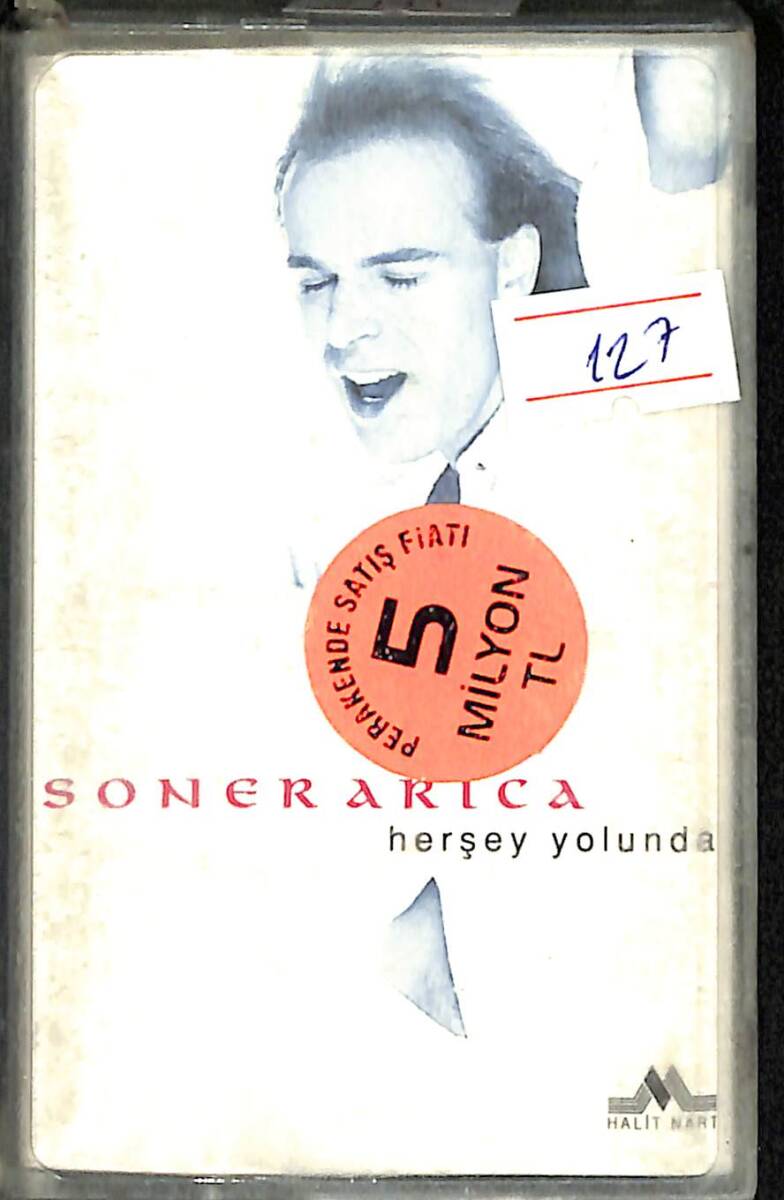 127
PERAKENDE SATIŞ FİATI
5
MİLYON
TL
SONER ARICA
herşey yolunda
HALİT NART